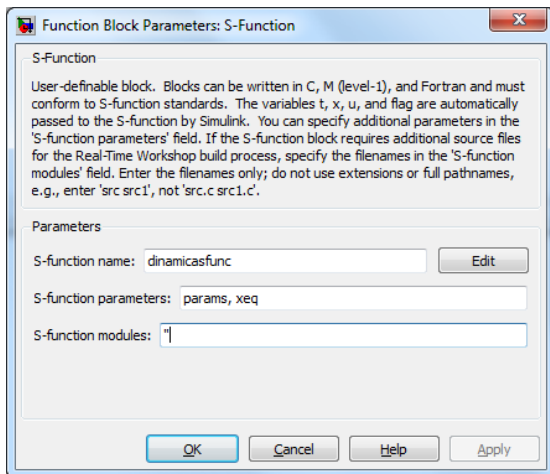 Function Block Parameters: S-Function
S-Function
User-definable block. Blocks can be written in C, M (level-1), and Fortran and must
conform to S-function standards. The variables t, x, u, and flag are automatically
passed to the S-function by Simulink. You can specify additional parameters in the
'S-function parameters' field. If the S-function block requires additional source files
for the Real-Time Workshop build process, specify the filenames in the 'S-function
modules' field. Enter the filenames only; do not use extensions or full pathnames,
e.g., enter 'src src1', not 'src.c src1.c'.
Parameters
S-function name: dinamicasfunc Edit
S-function parameters: params, xeq
S-function modules: ''
OK Cancel Help Apply